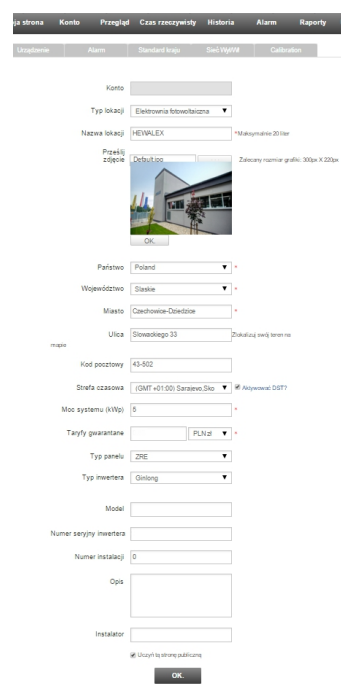 ja strona Konto Przegląd Czas rzeczywisty Historia Alarm Raporty
Urządzenie Alarm Standard kraju Sieć Wył/Wł Calibration
Konto
Typ lokacji Elektrownia fotowoltaiczna ▼
Nazwa lokacji HEWALEX *Maksymalnie 20 liter
Prześlij
zdjęcie Default.jpg Zalecany rozmiar grafiki: 300px X 220px
OK.
Państwo Poland ▼ *
Województwo Slaskie ▼ *
Miasto Czechowice-Dziedzice *
Ulica Slowackiego 33 Zlokalizuj swój teren na
mapie
Kod pocztowy 43-502
Strefa czasowa (GMT+01:00) Sarajevo,Sko ▼ Aktywować DST?
Moc systemu (kWp) 5 *
Taryfy gwarantane PLN:zł ▼ *
Typ panelu ZRE ▼
Typ inwertera Ginlong ▼
Model
Numer seryjny inwertera
Numer instalacji 0
Opis
Instalator
Uczyń tę stronę publiczną
OK.